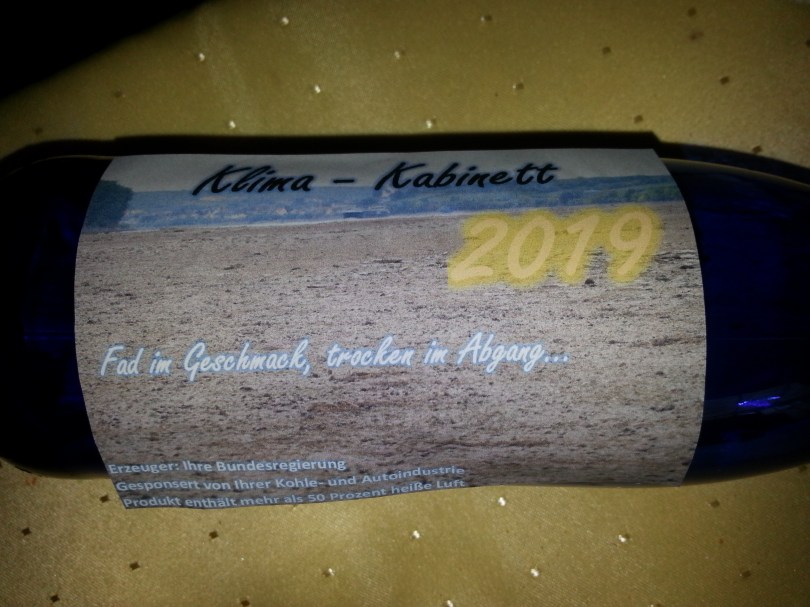 Klima - Kabinett
2019
Fad im Geschmack, trocken im Abgang...
Erzeuger: Ihre Bundesregierung
Gesponsert von Ihrer Kohle- und Autoindustrie
Produkt enthält mehr als 50 Prozent heiße Luft